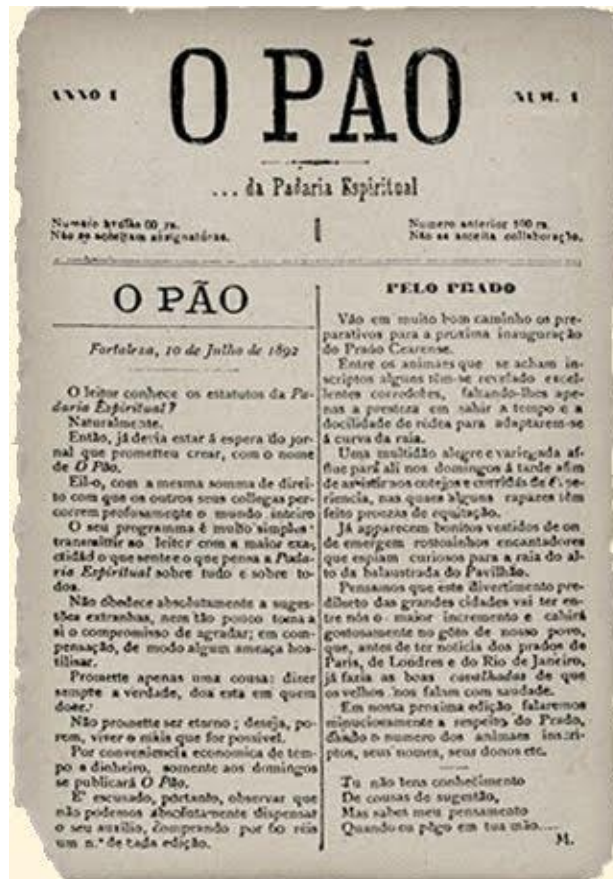 ANNO I
O PÃO
NUM. 1
... da Padaria Espiritual
Numero avulso 60 rs.
Não se acceitam assignaturas.
Numero anterior 100 rs.
Não se acceita collaboração.
O PÃO
Fortaleza, 10 de Julho de 1892
O leitor conhece os estatutos da Pa-
daria Espiritual?
Naturalmente.
Então, já devia estar á espera do jor-
nal que prometteu crear, com o nome
de O Pão.
Eil-o, com a mesma somma de direi-
to com que os outros seus collegas per-
correm profusamente o mundo inteiro
O seu programma é muito simples:
transmittir ao leitor com a maior exa-
ctidão o que sente e o que pensa a Pada-
ria Espiritual sobre tudo e sobre to-
dos.
Não obedece absolutamente a suges-
tões extranhas, nem tão pouco toma a
si o compromisso de agradar; em com-
pensação, de modo algum ameaça hos-
tilisar.
Promette apenas uma cousa: dizer
sempre a verdade, doa esta em quem
doer.
Não promette ser eterno; deseja, po-
rem, viver o mais que for possivel.
Por conveniencia economica de tem-
po e dinheiro, somente aos domingos
se publicará O Pão.
E' escusado, portanto, observar que
não podemos absolutamente dispensar
o seu auxilio, comprando por 60 réis
um n.º de cada edição.
PELO PRADO
Vão em muito bom caminho os pre-
parativos para a proxima inauguração
do Prado Cearense.
Entre os animaes que se acham in-
scriptos alguns têm-se revelado excel-
lentes corredores, faltando-lhes ape-
nas a presteza em sahir a tempo e a
docilidade de rédea para adaptarem-se
á curva da raia.
Uma multidão alegre e variegada af-
flue para ali nos domingos á tarde afim
de assistir aos cotejos e corridas de
riencia, nas quaes alguns rapazes têm
feito proezas de equitação.
Já apparecem bonitos vestidos de on
de emergem rostosinhos encantadores
que espiam curiosos para a raia do al-
to da balaustrada do Pavilhão.
Pensamos que este divertimento pre-
dilecto das grandes cidades vai ter en-
tre nós o maior incremento e cahirá
gostosamente no gôto de nosso povo,
que, antes de ter noticia dos prados de
Paris, de Londres e do Rio de Janeiro,
já fazia as boas cavalhadas de que
os velhos nos falam com saudade.
Em nossa proxima edição falaremos
minuciosamente a respeito do Prado,
dando o numero dos animaes inscri-
ptos, seus nomes, seus donos etc.
Tu não tens conhecimento
De cousas de sugestão,
Mas sabes meu pensamento
Quando eu pégo em tua mão....
M.